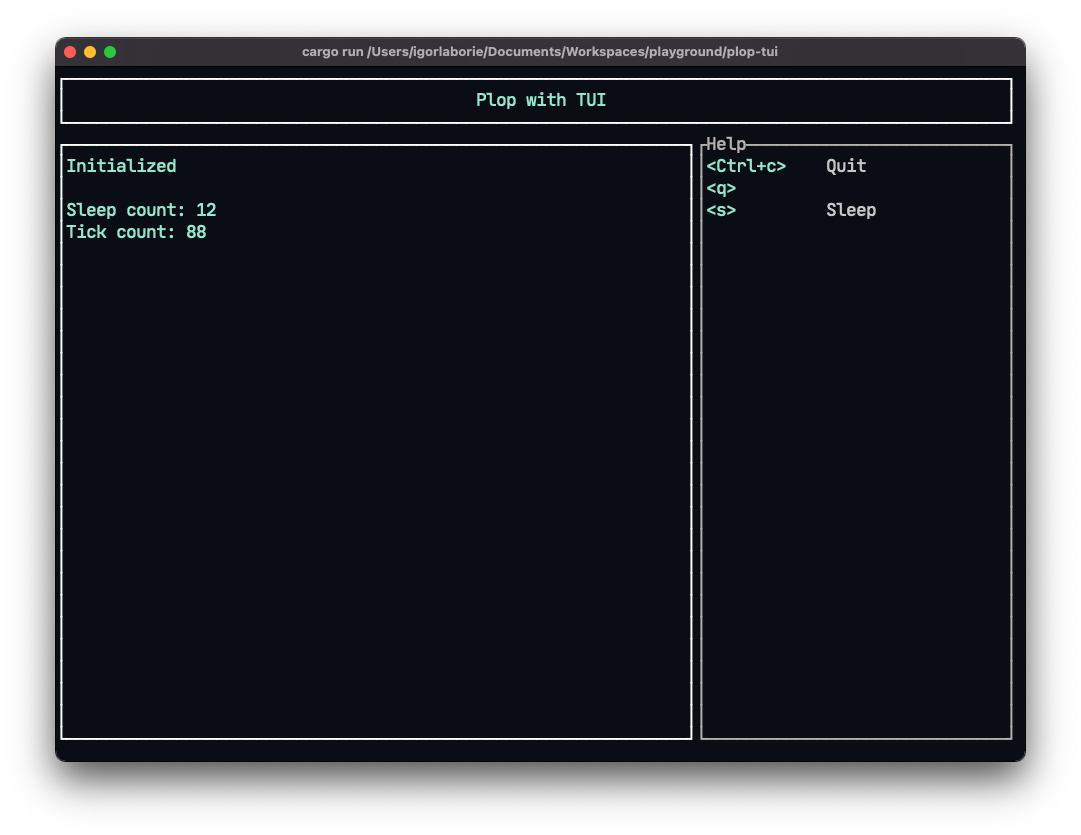 cargo run /Users/igorlaborie/Documents/Workspaces/playground/plop-tui
Plop with TUI
Initialized
Sleep count: 12
Tick count: 88
Help
<Ctrl+c> Quit
<q>
<s> Sleep